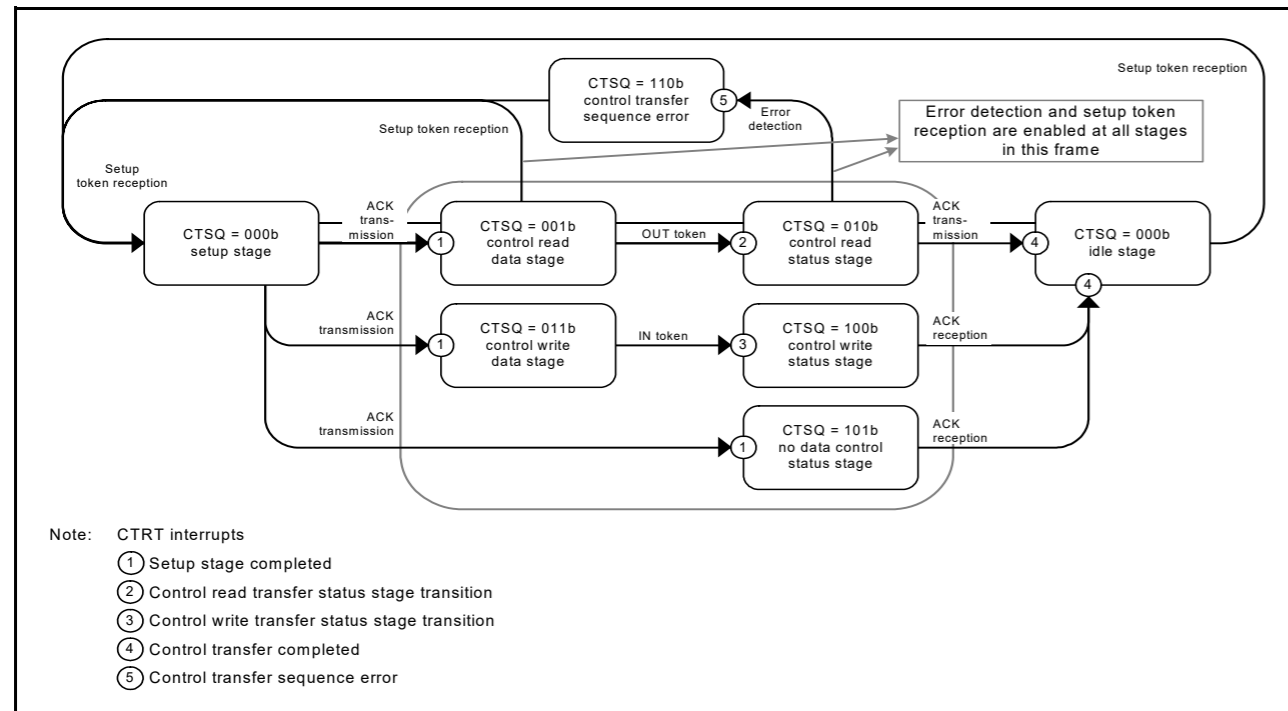 Setup token reception
CTSQ = 110b
control transfer
sequence error
5
Error
detection
Setup token reception
Error detection and setup token
reception are enabled at all stages
in this frame
Setup
token reception
CTSQ = 000b
setup stage
ACK
trans-
mission
1
CTSQ = 001b
control read
data stage
OUT token
2
CTSQ = 010b
control read
status stage
ACK
trans-
mission
4
CTSQ = 000b
idle stage
4
ACK
transmission
1
CTSQ = 011b
control write
data stage
IN token
3
CTSQ = 100b
control write
status stage
ACK
reception
ACK
transmission
1
CTSQ = 101b
no data control
status stage
ACK
reception
Note: CTRT interrupts
1 Setup stage completed
2 Control read transfer status stage transition
3 Control write transfer status stage transition
4 Control transfer completed
5 Control transfer sequence error